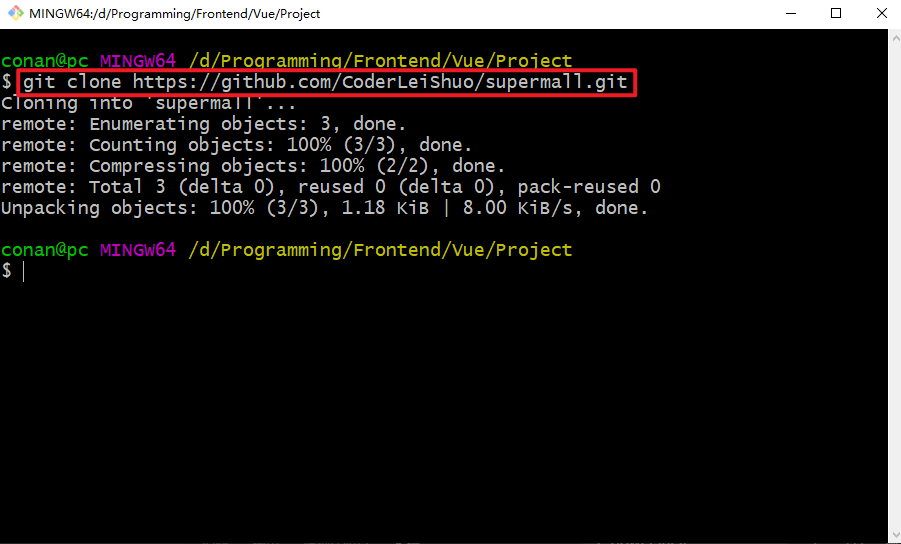 MINGW64:/d/Programming/Frontend/Vue/Project
conan@pc MINGW64 /d/Programming/Frontend/Vue/Project
$ git clone https://github.com/CoderLeiShuo/supermall.git
Cloning into 'supermall'...
remote: Enumerating objects: 3, done.
remote: Counting objects: 100% (3/3), done.
remote: Compressing objects: 100% (2/2), done.
remote: Total 3 (delta 0), reused 0 (delta 0), pack-reused 0
Unpacking objects: 100% (3/3), 1.18 KiB | 8.00 KiB/s, done.
conan@pc MINGW64 /d/Programming/Frontend/Vue/Project
$